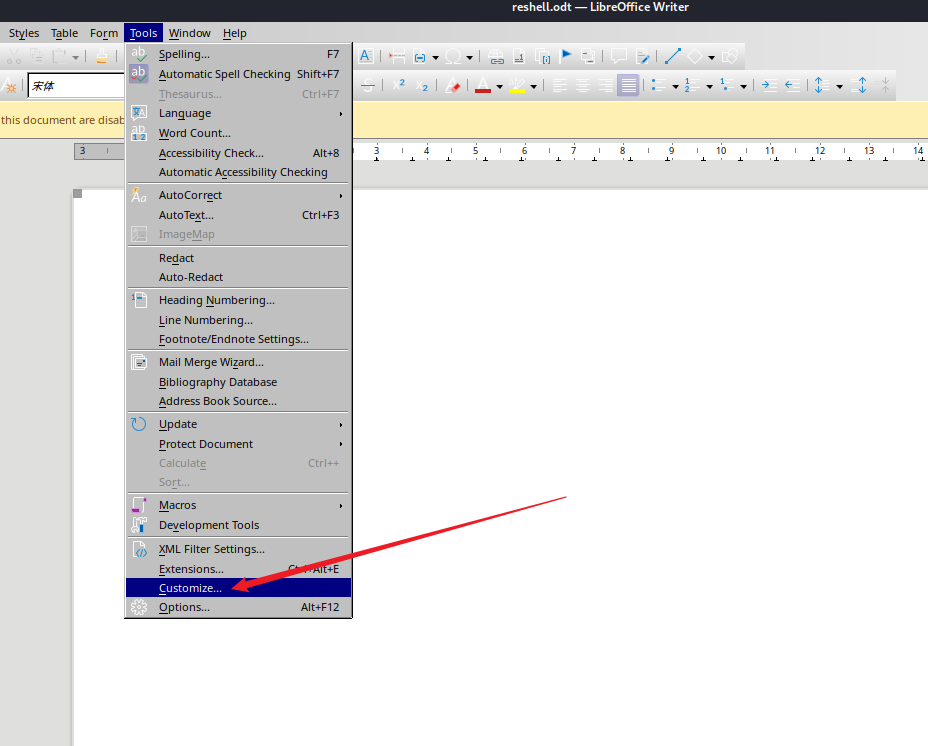 reshell.odt — LibreOffice Writer
Styles Table Form Tools Window Help
Spelling... F7
宋体
Automatic Spell Checking Shift+F7
Thesaurus... Ctrl+F7
Language
this document are disab
Word Count...
Accessibility Check... Alt+8
3 3 4 5 6 7 8 9 10 11 12 13 14
Automatic Accessibility Checking
AutoCorrect
AutoText... Ctrl+F3
ImageMap
Redact
Auto-Redact
Heading Numbering...
Line Numbering...
Footnote/Endnote Settings...
Mail Merge Wizard...
Bibliography Database
Address Book Source...
Update
Protect Document
Calculate Ctrl++
Sort...
Macros
Development Tools
XML Filter Settings...
Extensions... Ctrl+Alt+E
Customize...
Options... Alt+F12